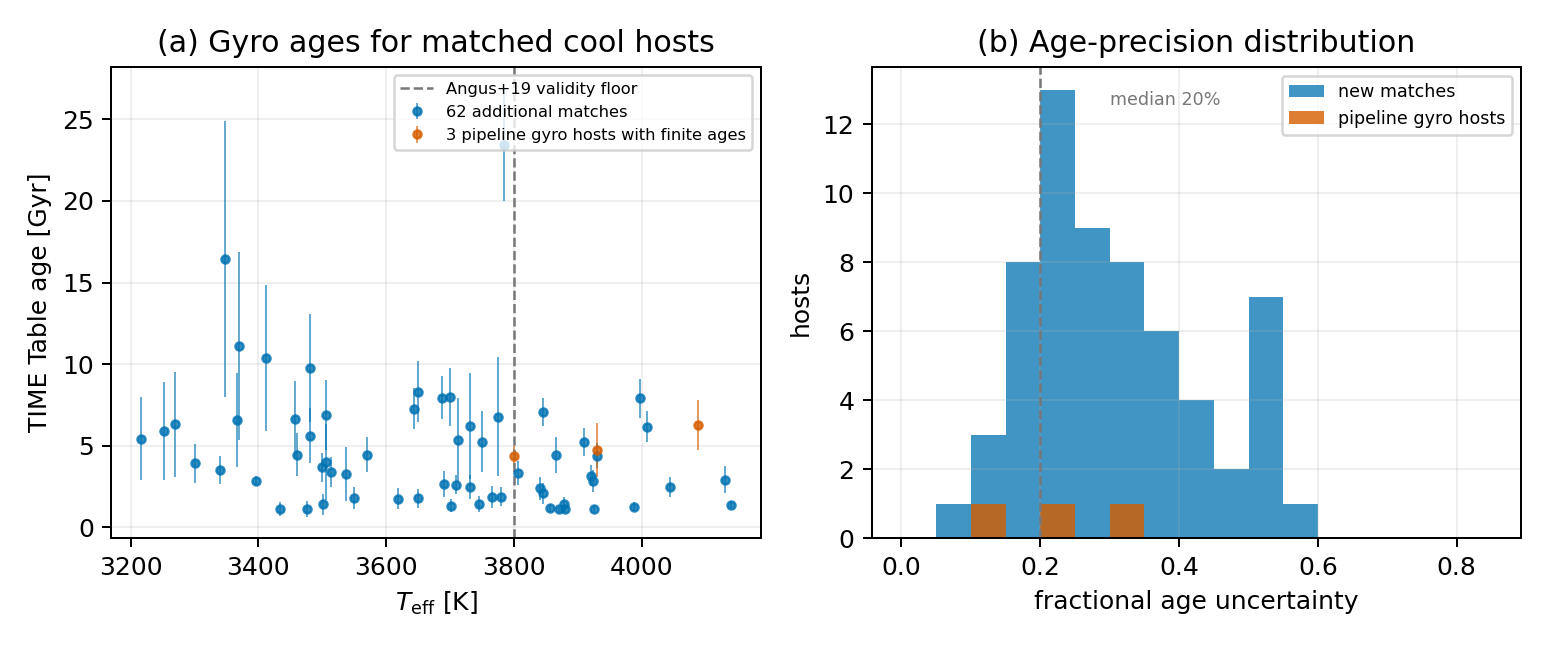 (a) Gyro ages for matched cool hosts
Angus+19 validity floor
62 additional matches
3 pipeline gyro hosts with finite ages
TIME Table age [Gyr]
25
20
15
10
5
0
3200 3400 3600 3800 4000
Teff [K]
(b) Age-precision distribution
median 20%
new matches
pipeline gyro hosts
hosts
12
10
8
6
4
2
0
0.0 0.2 0.4 0.6 0.8
fractional age uncertainty